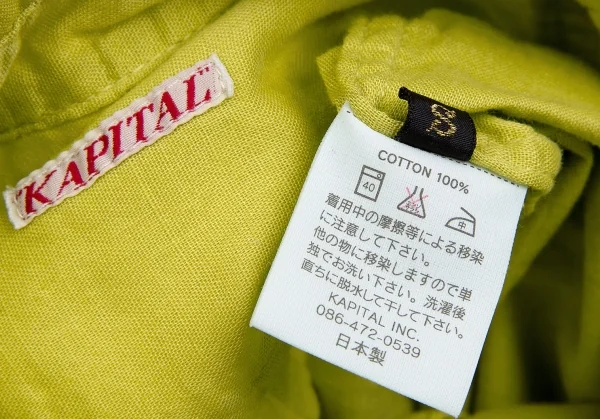 "KAPITAL"
COTTON 100%
40
中
着用中の摩擦等による移染
に注意して下さい。
他の物に移染しますので単
独でお洗い下さい。洗濯後
直ちに脱水して干して下さい。
KAPITAL INC.
086-472-0539
日本製